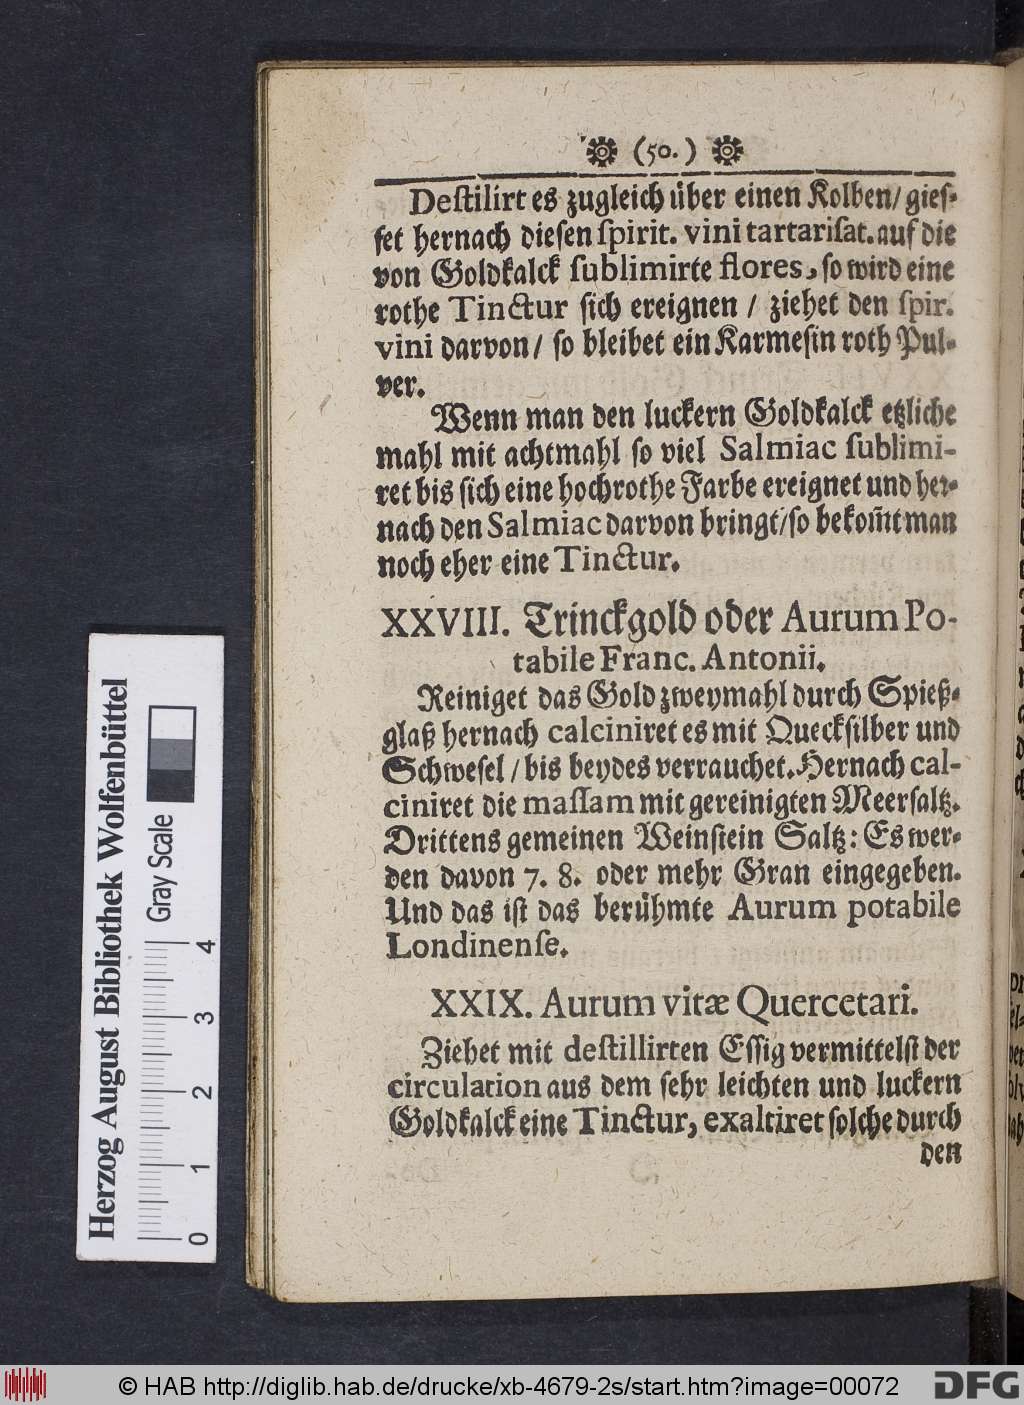 (50.)
Deſtilirt es zugleich über einen Kolben/ gieſ-
ſet hernach dieſen ſpirit. vini tartariſat. auf die
von Goldkalck ſublimirte flores, ſo wird eine
rothe Tinctur ſich ereignen / ziehet den ſpir.
vini darvon/ ſo bleibet ein Karmeſin roth Pul-
ver.
Wenn man den luckern Goldkalck etzliche
mahl mit achtmahl ſo viel Salmiac ſublimi-
ret bis ſich eine hochrothe Farbe ereignet und her-
nach den Salmiac darvon bringt/ſo bekom̃t man
noch eher eine Tinctur.
XXVIII. Trinckgold oder Aurum Po-
tabile Franc. Antonii.
Reiniget das Gold zweymahl durch Spieß-
glaß hernach calciniret es mit Queckſilber und
Schweſel / bis beydes verrauchet. Hernach cal-
ciniret die maſſam mit gereinigten Meerſaltz.
Drittens gemeinen Weinſtein Saltz: Es wer-
den davon 7. 8. oder mehr Gran eingegeben.
Und das iſt das berühmte Aurum potabile
Londinenſe.
XXIX. Aurum vitæ Quercetari.
Ziehet mit deſtillirten Eſſig vermittelſt der
circulation aus dem ſehr leichten und luckern
Goldkalck eine Tinctur, exaltiret ſolche durch
den
Herzog August Bibliothek Wolfenbüttel
Gray Scale
0 1 2 3 4
© HAB http://diglib.hab.de/drucke/xb-4679-2s/start.htm?image=00072
DFG